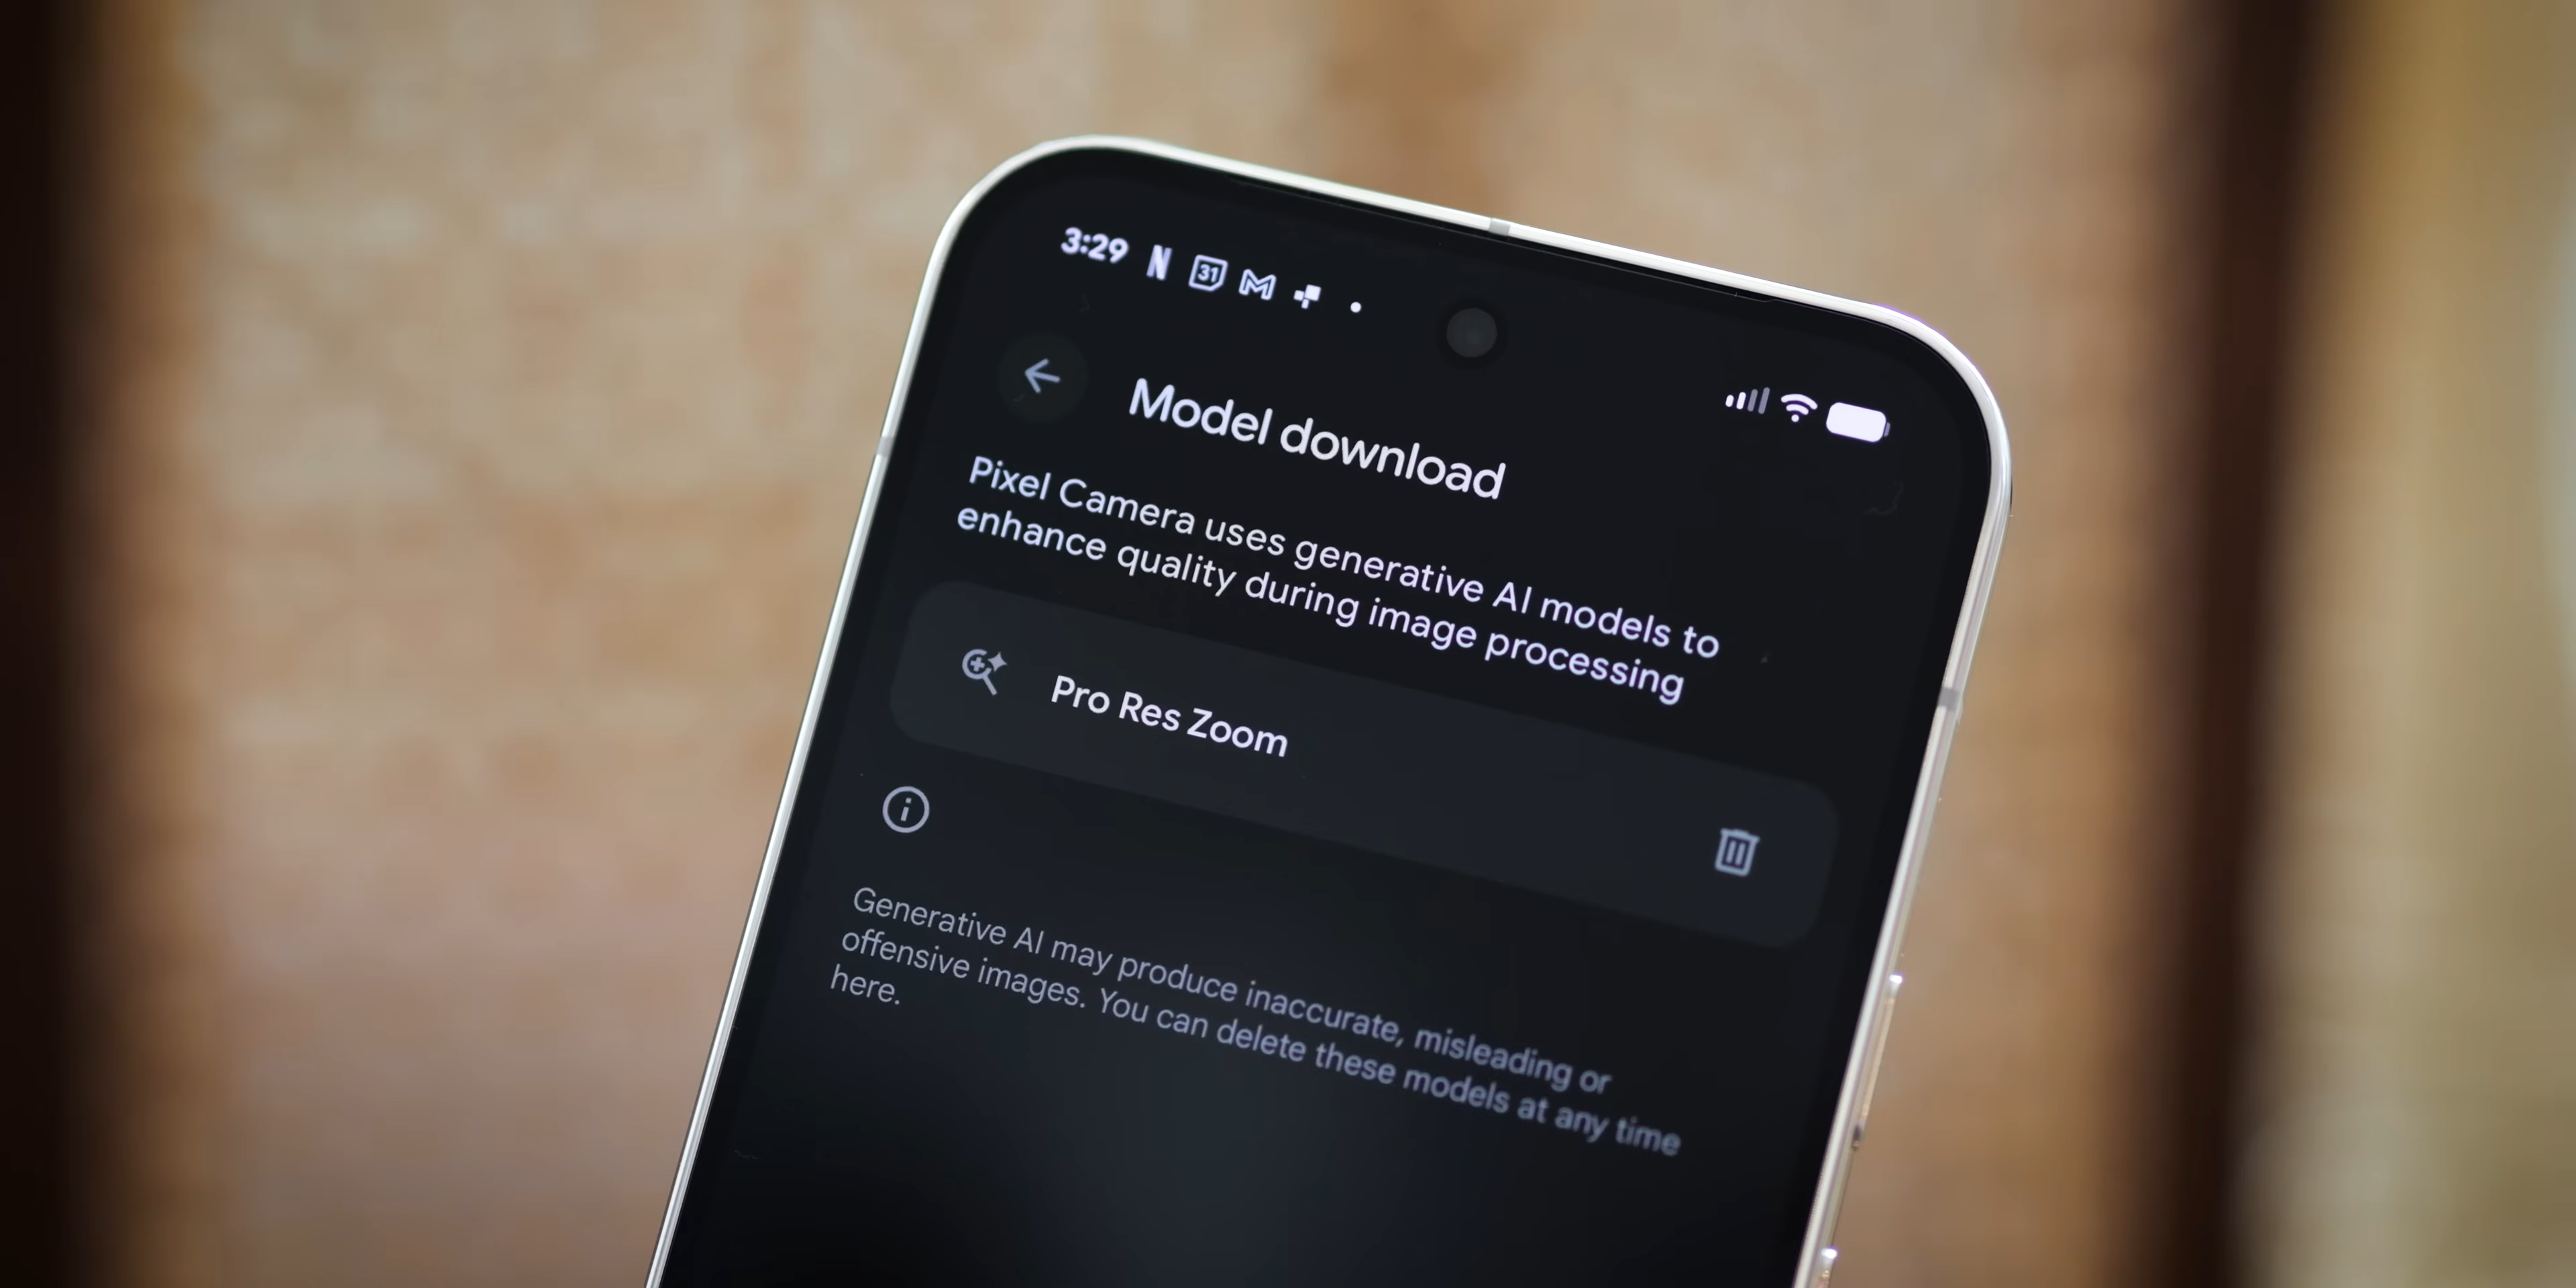 3:29 N 31 M
Model download
Pixel Camera uses generative AI models to
enhance quality during image processing
Pro Res Zoom
Generative AI may produce inaccurate, misleading or
offensive images. You can delete these models at any time
here.